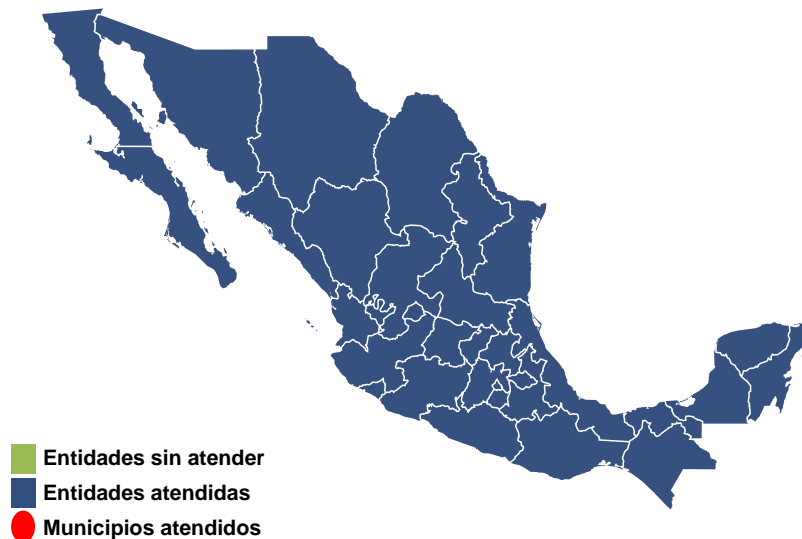 Entidades sin atender
Entidades atendidas
Municipios atendidos